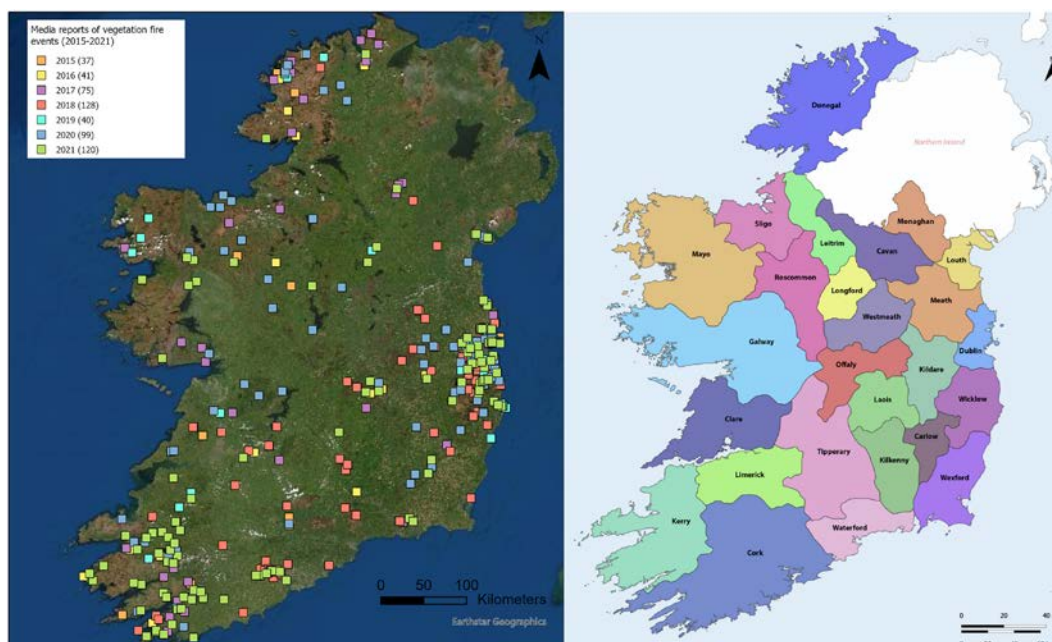 Media reports of vegetation fire
events (2015-2021)
2015 (37)
2016 (41)
2017 (75)
2018 (128)
2019 (40)
2020 (99)
2021 (120)
N
0 50 100
Kilometers
Earthstar Geographics
Donegal
Northern Ireland
Monaghan
Sligo
Leitrim
Cavan
Louth
Mayo
Roscommon
Longford
Meath
Westmeath
Galway
Dublin
Offaly
Kildare
Laois
Wicklow
Clare
Carlow
Tipperary
Kilkenny
Limerick
Wexford
Kerry
Waterford
Cork
0 20 40